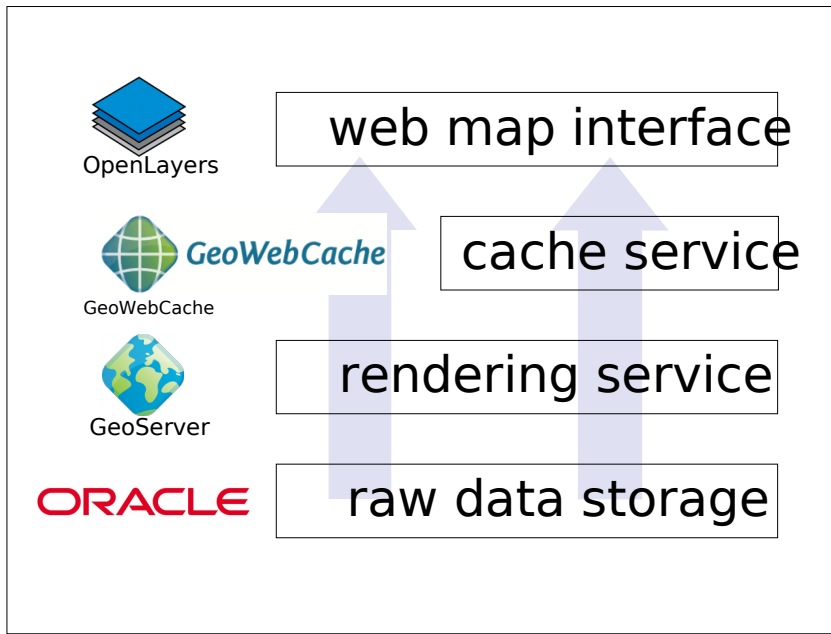 web map interface
OpenLayers
GeoWebCache
cache service
GeoWebCache
rendering service
GeoServer
ORACLE
raw data storage